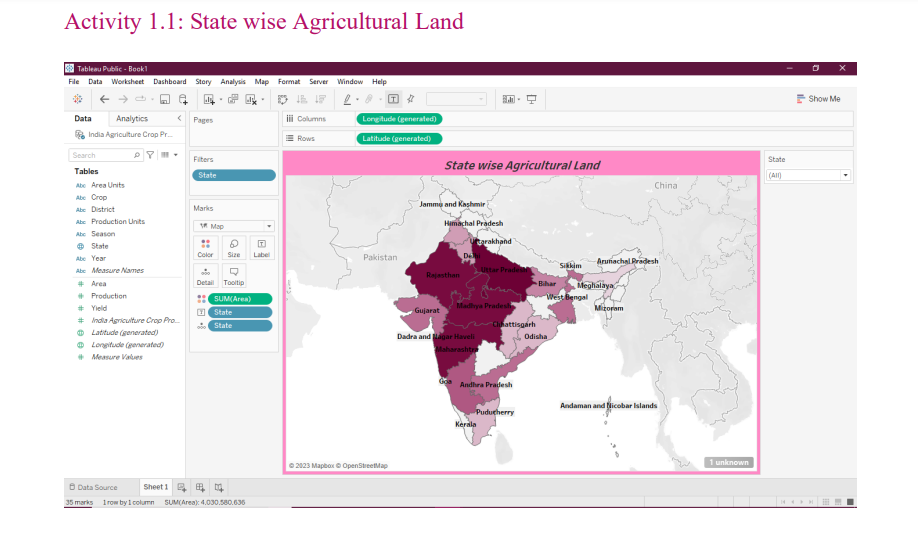 Activity 1.1: State wise Agricultural Land
Tableau Public - Book1
File Data Worksheet Dashboard Story Analysis Map Format Server Window Help
Show Me
Data Analytics
India Agriculture Crop Pr...
Search
Tables
Abc Area Units
Abc Crop
Abc District
Abc Production Units
Abc Season
State
Abc Year
Abc Measure Names
# Area
# Production
# Yield
# India Agriculture Crop Pro...
Latitude (generated)
Longitude (generated)
# Measure Values
Pages
Filters
State
Marks
Map
Color Size Label
Detail Tooltip
SUM(Area)
State
State
Columns Longitude (generated)
Rows Latitude (generated)
State wise Agricultural Land
China
Jammu and Kashmir
Himachal Pradesh
Uttarakhand
Pakistan
Delhi
Sikkim
Arunachal Pradesh
Rajasthan
Uttar Pradesh
Bihar
Meghalaya
West Bengal
Gujarat
Madhya Pradesh
Mizoram
Chhattisgarh
Dadra and Nagar Haveli
Odisha
Maharashtra
Goa
Andhra Pradesh
Andaman and Nicobar Islands
Puducherry
Kerala
© 2023 Mapbox © OpenStreetMap
1 unknown
State
(All)
Data Source Sheet 1
35 marks 1 row by 1 column SUM(Area): 4,030,580,636